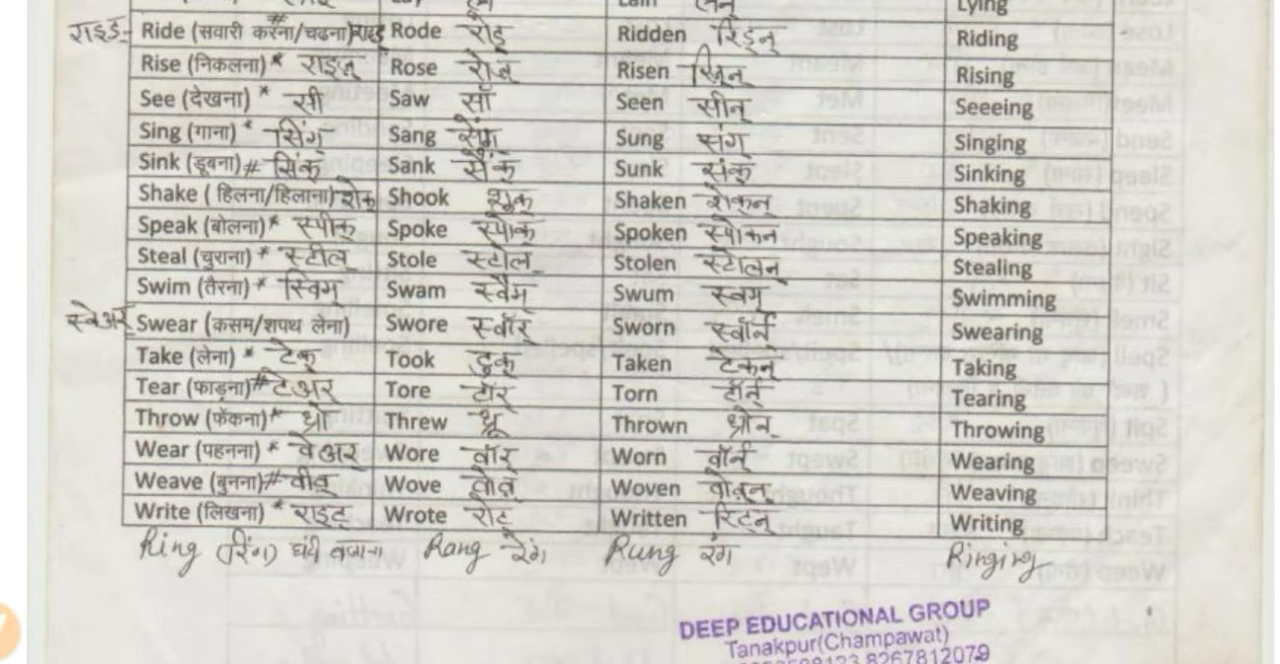 Lying
राइड- Ride (सवारी करना/चढना)# राइड Rode रोड् Ridden रिड्न् Riding
Rise (निकलना)* राइज् Rose रोज Risen रिज़न् Rising
See (देखना)* सी Saw सॉ Seen सीन् Seeeing
Sing (गाना)* सिंग् Sang सैंग Sung संग Singing
Sink (डूबना)# सिंक् Sank सैंक् Sunk संक् Sinking
Shake ( हिलना/हिलाना) शेक Shook शुक् Shaken शेकन् Shaking
Speak (बोलना)* स्पीक् Spoke स्पोक् Spoken स्पोकन Speaking
Steal (चुराना)* स्टील Stole स्टोल Stolen स्टोलन Stealing
Swim (तैरना)* स्विम् Swam स्वैम Swum स्वम् Swimming
स्वेअर् Swear (कसम/शपथ लेना) Swore स्वॉर् Sworn स्वॉर्न Swearing
Take (लेना) * टेक् Took टुक् Taken टेकन् Taking
Tear (फाड़ना)# टेअर् Tore टॉर् Torn टॉर्न Tearing
Throw (फेंकना)* थ्रो Threw थ्रू Thrown थ्रोन् Throwing
Wear (पहनना) * वेअर् Wore वॉर् Worn वॉर्न Wearing
Weave (बुनना)# वीव् Wove वोव Woven वोवन् Weaving
Write (लिखना) * राइट् Wrote रोट Written रिटन् Writing
Ring (रिंग) घंटी बजाना Rang रैंग Rung रंग Ringing
DEEP EDUCATIONAL GROUP
Tanakpur(Champawat)
8267812079